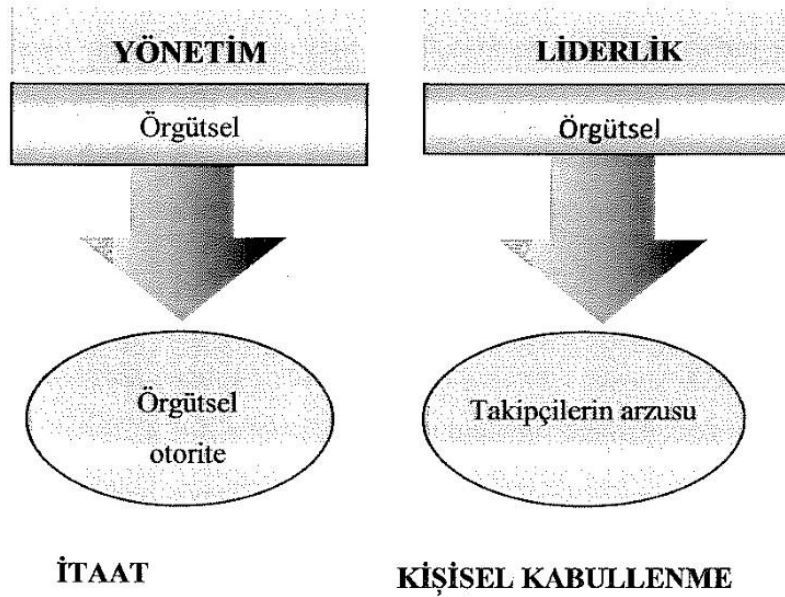 YÖNETİM
Örgütsel
Örgütsel
otorite
İTAAT
LİDERLİK
Örgütsel
Takipçilerin arzusu
KİŞİSEL KABULLENME